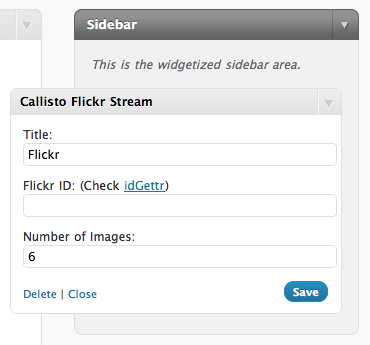 Sidebar
This is the widgetized sidebar area.
Callisto Flickr Stream
Title:
Flickr
Flickr ID: (Check idGettr)
Number of Images:
6
Delete | Close
Save